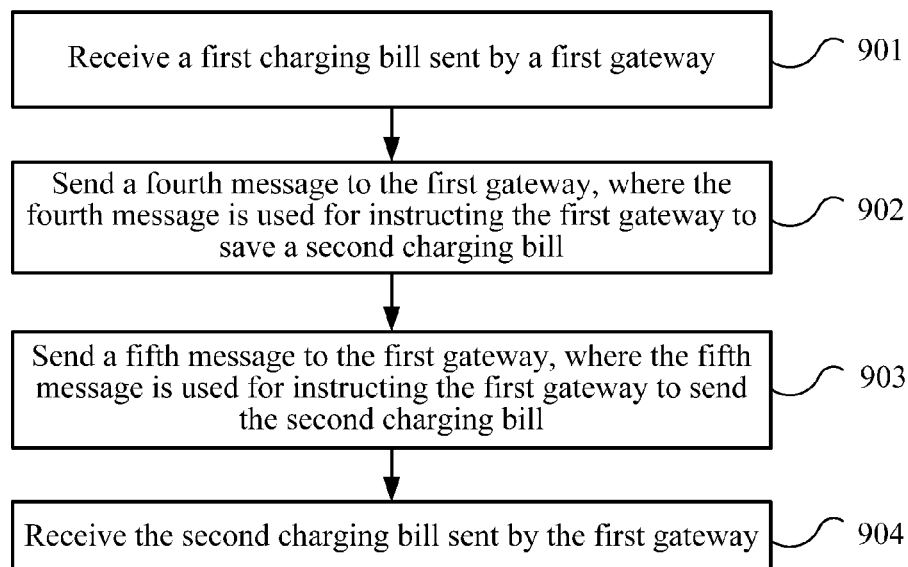 Receive a first charging bill sent by a first gateway
901
Send a fourth message to the first gateway, where the
fourth message is used for instructing the first gateway to
save a second charging bill
902
Send a fifth message to the first gateway, where the fifth
message is used for instructing the first gateway to send
the second charging bill
903
Receive the second charging bill sent by the first gateway
904